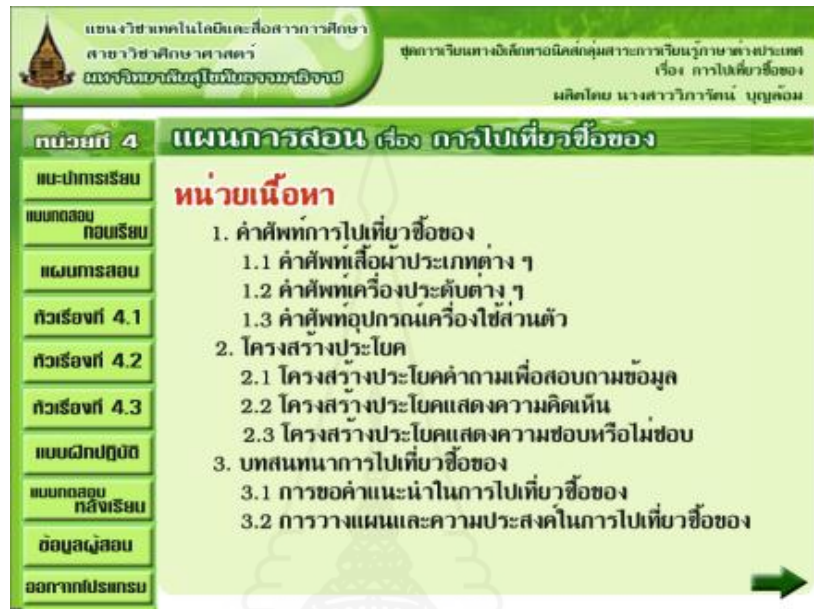 แขนงวิชาเทคโนโลยีและสื่อสารการศึกษา
สาขาวิชาศึกษาศาสตร์
มหาวิทยาลัยสุโขทัยธรรมาธิราช
ชุดการเรียนทางอิเล็กทรอนิคส์กลุ่มสาระการเรียนรู้ภาษาต่างประเทศ
เรื่อง การไปเที่ยวซื้อของ
ผลิตโดย นางสาววิภารัตน์ บุญล้อม
หน่วยที่ 4
แผนการสอน เรื่อง การไปเที่ยวซื้อของ
แนะนำการเรียน
แบบทดสอบ
ก่อนเรียน
แผนการสอน
หัวเรื่องที่ 4.1
หัวเรื่องที่ 4.2
หัวเรื่องที่ 4.3
แบบฝึกปฏิบัติ
แบบทดสอบ
หลังเรียน
ข้อมูลผู้สอน
ออกจากโปรแกรม
หน่วยเนื้อหา
1. คำศัพท์การไปเที่ยวซื้อของ
1.1 คำศัพท์เสื้อผ้าประเภทต่าง ๆ
1.2 คำศัพท์เครื่องประดับต่าง ๆ
1.3 คำศัพท์อุปกรณ์เครื่องใช้ส่วนตัว
2. โครงสร้างประโยค
2.1 โครงสร้างประโยคคำถามเพื่อสอบถามข้อมูล
2.2 โครงสร้างประโยคแสดงความคิดเห็น
2.3 โครงสร้างประโยคแสดงความชอบหรือไม่ชอบ
3. บทสนทนาการไปเที่ยวซื้อของ
3.1 การขอคำแนะนำในการไปเที่ยวซื้อของ
3.2 การวางแผนและความประสงค์ในการไปเที่ยวซื้อของ